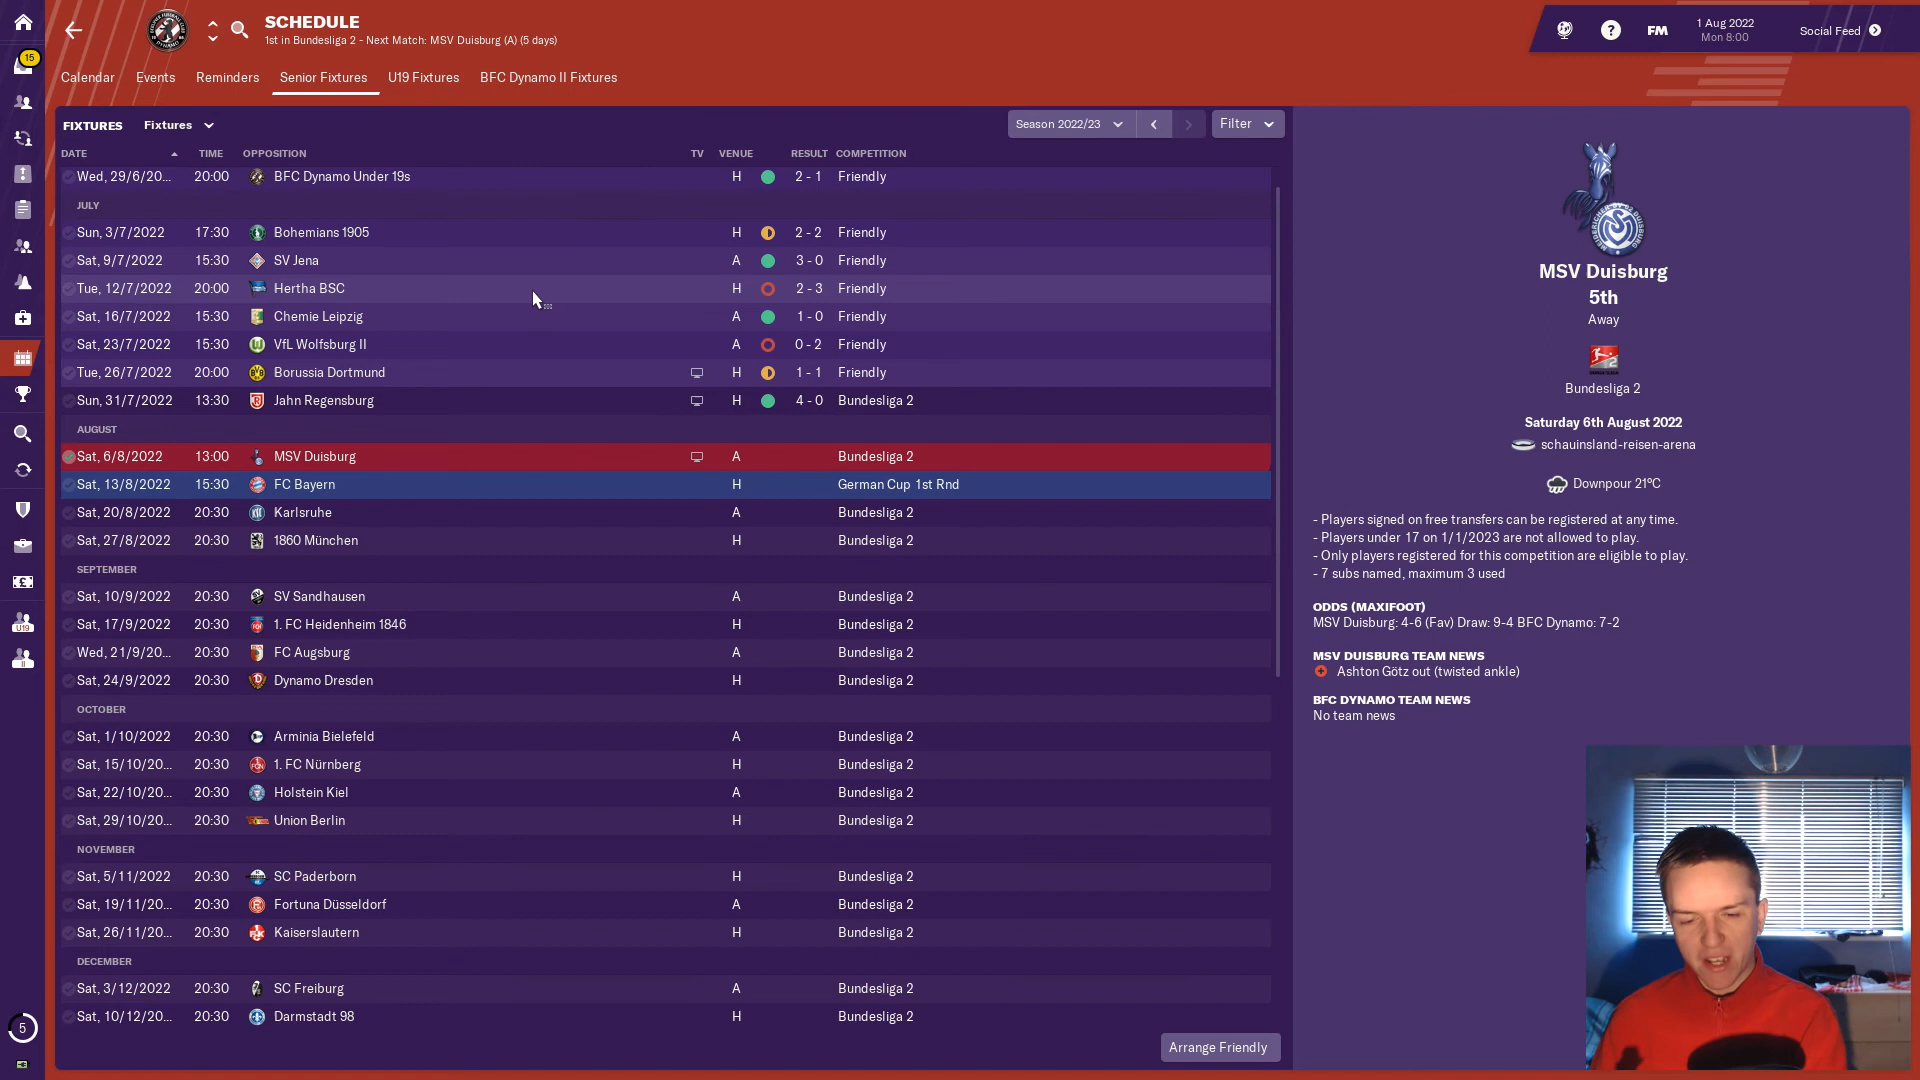 SCHEDULE
1st in Bundesliga 2 - Next Match: MSV Duisburg (A) (5 days)
15
FM
1 Aug 2022
Mon 8:00
Social Feed
Calendar Events Reminders Senior Fixtures U19 Fixtures BFC Dynamo II Fixtures
FIXTURES Fixtures Season 2022/23 Filter
DATE TIME OPPOSITION TV VENUE RESULT COMPETITION
Wed, 29/6/20... 20:00 BFC Dynamo Under 19s H 2 - 1 Friendly
JULY
Sun, 3/7/2022 17:30 Bohemians 1905 H 2 - 2 Friendly
Sat, 9/7/2022 15:30 SV Jena A 3 - 0 Friendly
Tue, 12/7/2022 20:00 Hertha BSC H 2 - 3 Friendly
Sat, 16/7/2022 15:30 Chemie Leipzig A 1 - 0 Friendly
Sat, 23/7/2022 15:30 VfL Wolfsburg II A 0 - 2 Friendly
Tue, 26/7/2022 20:00 Borussia Dortmund H 1 - 1 Friendly
Sun, 31/7/2022 13:30 Jahn Regensburg H 4 - 0 Bundesliga 2
AUGUST
Sat, 6/8/2022 13:00 MSV Duisburg A Bundesliga 2
Sat, 13/8/2022 15:30 FC Bayern H German Cup 1st Rnd
Sat, 20/8/2022 20:30 Karlsruhe A Bundesliga 2
Sat, 27/8/2022 20:30 1860 München H Bundesliga 2
SEPTEMBER
Sat, 10/9/2022 20:30 SV Sandhausen A Bundesliga 2
Sat, 17/9/2022 20:30 1. FC Heidenheim 1846 H Bundesliga 2
Wed, 21/9/20... 20:30 FC Augsburg A Bundesliga 2
Sat, 24/9/2022 20:30 Dynamo Dresden H Bundesliga 2
OCTOBER
Sat, 1/10/2022 20:30 Arminia Bielefeld A Bundesliga 2
Sat, 15/10/20... 20:30 1. FC Nürnberg H Bundesliga 2
Sat, 22/10/20... 20:30 Holstein Kiel A Bundesliga 2
Sat, 29/10/20... 20:30 Union Berlin H Bundesliga 2
NOVEMBER
Sat, 5/11/2022 20:30 SC Paderborn H Bundesliga 2
Sat, 19/11/20... 20:30 Fortuna Düsseldorf A Bundesliga 2
Sat, 26/11/20... 20:30 Kaiserslautern H Bundesliga 2
DECEMBER
Sat, 3/12/2022 20:30 SC Freiburg A Bundesliga 2
Sat, 10/12/20... 20:30 Darmstadt 98 H Bundesliga 2
Arrange Friendly
U19
II
5
MSV Duisburg
5th
Away
Bundesliga 2
Saturday 6th August 2022
schauinsland-reisen-arena
Downpour 21°C
- Players signed on free transfers can be registered at any time.
- Players under 17 on 1/1/2023 are not allowed to play.
- Only players registered for this competition are eligible to play.
- 7 subs named, maximum 3 used
ODDS (MAXIFOOT)
MSV Duisburg: 4-6 (Fav) Draw: 9-4 BFC Dynamo: 7-2
MSV DUISBURG TEAM NEWS
Ashton Götz out (twisted ankle)
BFC DYNAMO TEAM NEWS
No team news